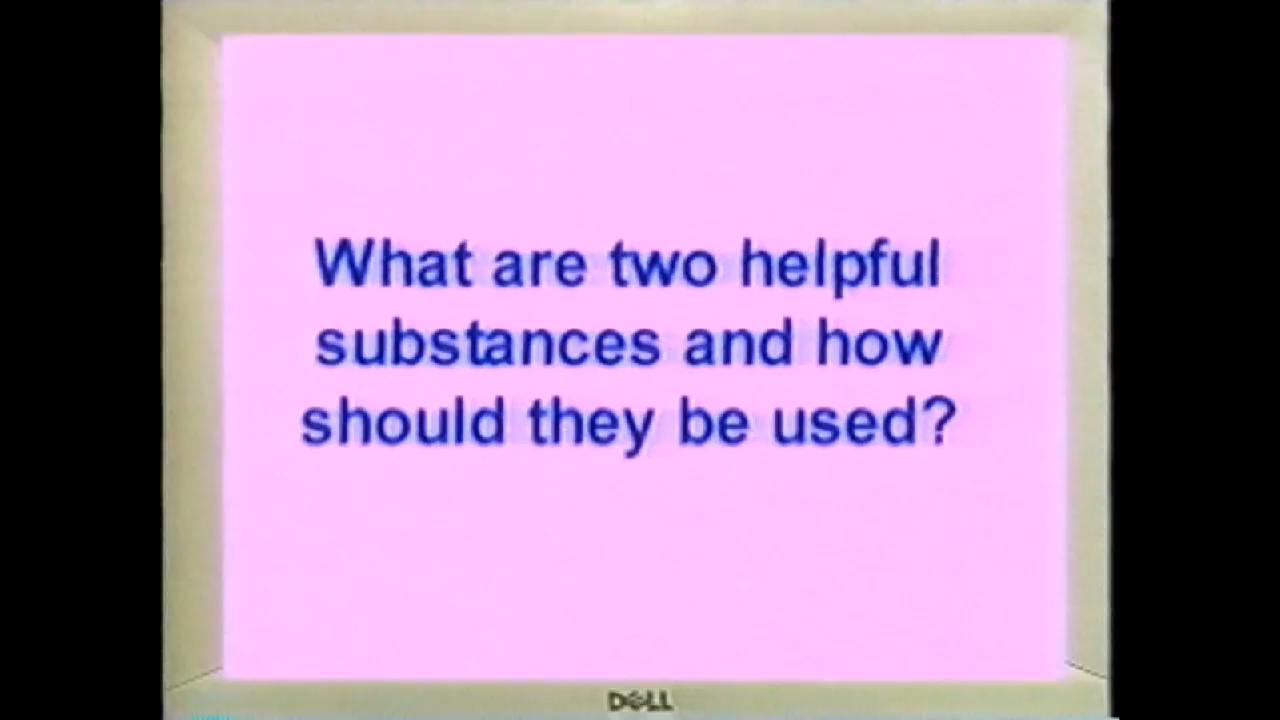 What are two helpful
substances and how
should they be used?
DELL